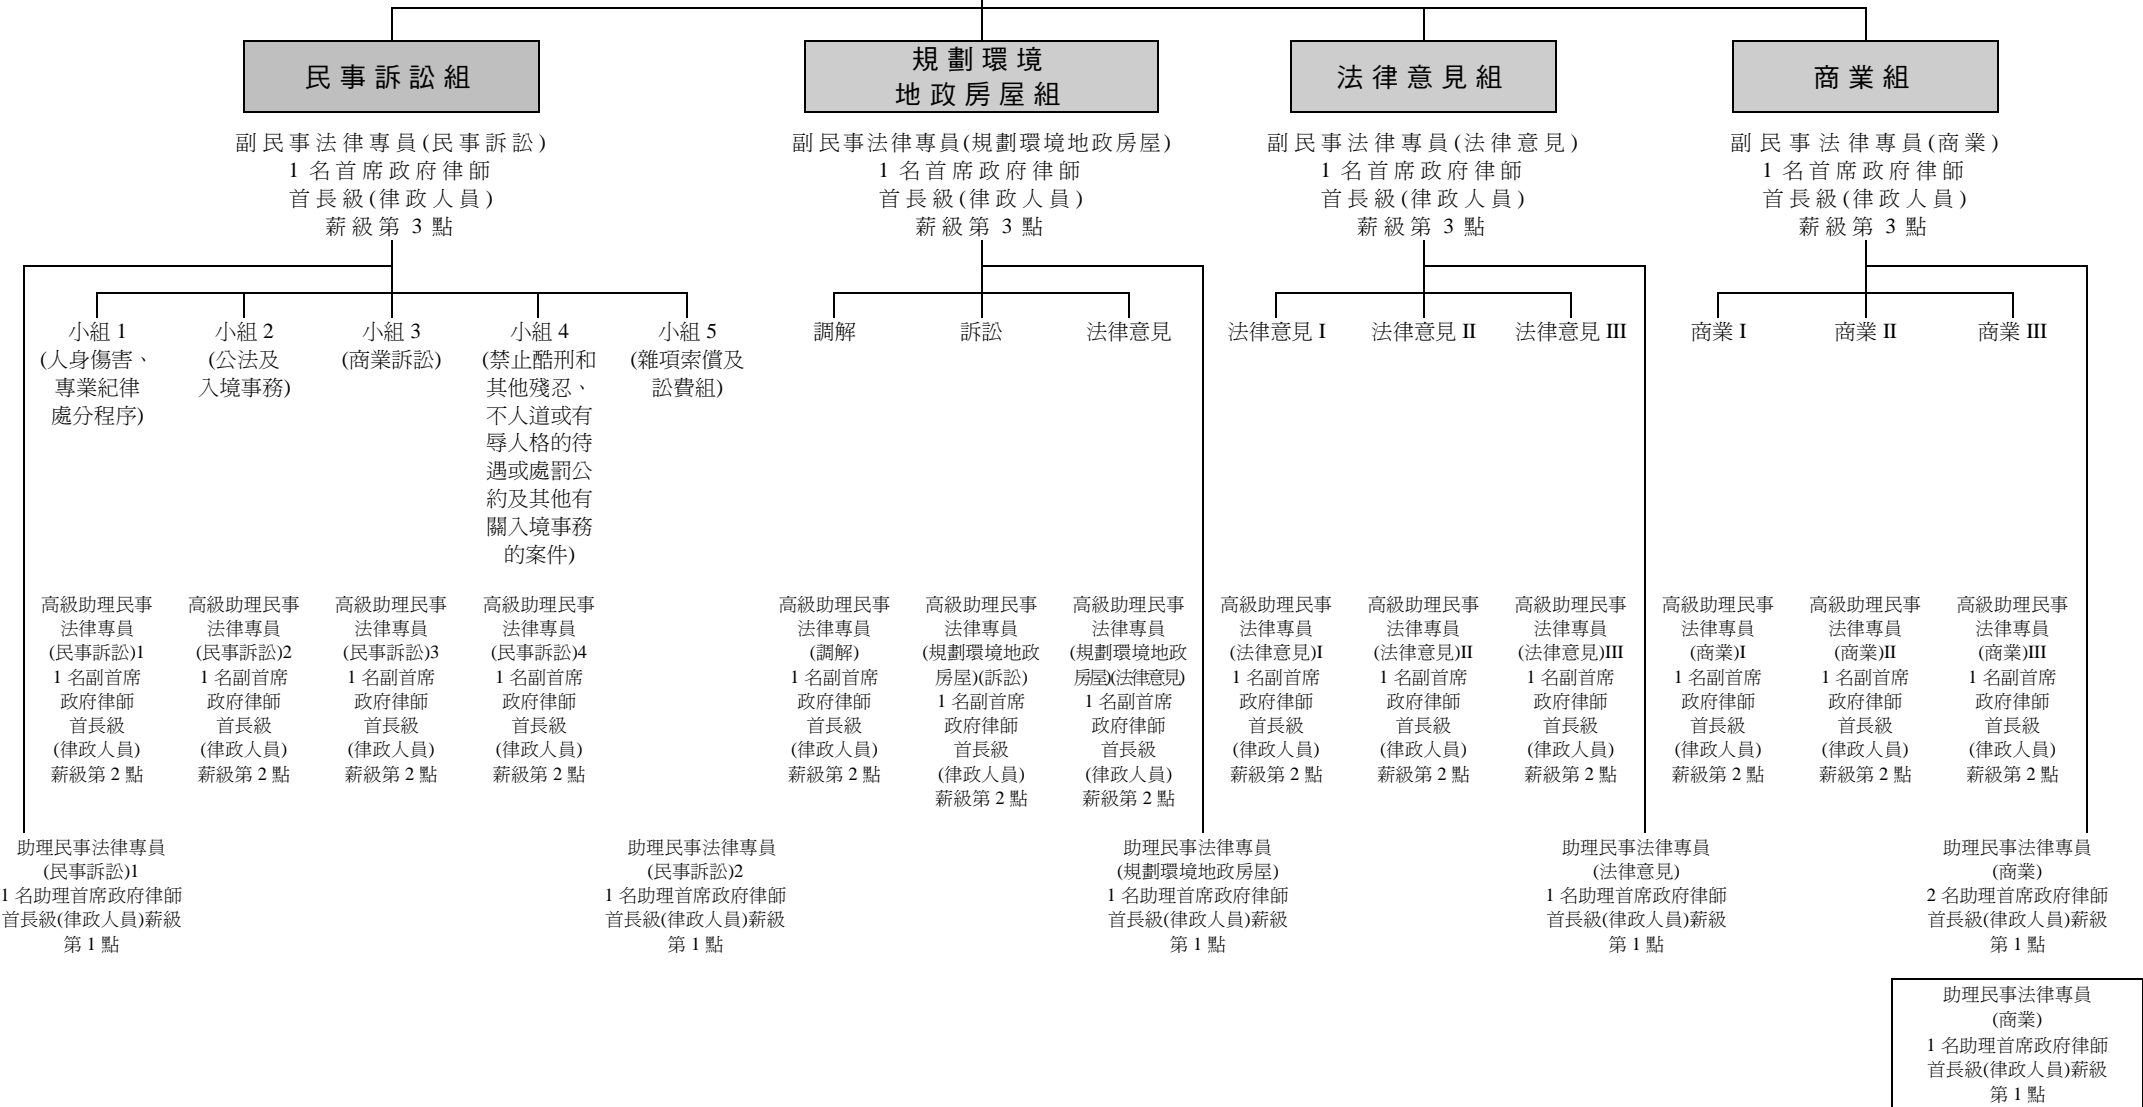 民事訴訟組
副民事法律專員(民事訴訟)
1 名首席政府律師
首長級(律政人員)
薪級第 3 點
規劃環境
地政房屋組
副民事法律專員(規劃環境地政房屋)
1 名首席政府律師
首長級(律政人員)
薪級第 3 點
法律意見組
副民事法律專員(法律意見)
1 名首席政府律師
首長級(律政人員)
薪級第 3 點
商業組
副民事法律專員(商業)
1 名首席政府律師
首長級(律政人員)
薪級第 3 點
小組 1
(人身傷害、
專業紀律
處分程序)
小組 2
(公法及
入境事務)
小組 3
(商業訴訟)
小組 4
(禁止酷刑和
其他殘忍、
不人道或有
辱人格的待
遇或處罰公
約及其他有
關入境事務
的案件)
小組 5
(雜項索償及
訟費組)
調解
訴訟
法律意見
法律意見 I
法律意見 II
法律意見 III
商業 I
商業 II
商業 III
高級助理民事
法律專員
(民事訴訟)1
1 名副首席
政府律師
首長級
(律政人員)
薪級第 2 點
高級助理民事
法律專員
(民事訴訟)2
1 名副首席
政府律師
首長級
(律政人員)
薪級第 2 點
高級助理民事
法律專員
(民事訴訟)3
1 名副首席
政府律師
首長級
(律政人員)
薪級第 2 點
高級助理民事
法律專員
(民事訴訟)4
1 名副首席
政府律師
首長級
(律政人員)
薪級第 2 點
高級助理民事
法律專員
(調解)
1 名副首席
政府律師
首長級
(律政人員)
薪級第 2 點
高級助理民事
法律專員
(規劃環境地政
房屋)(訴訟)
1 名副首席
政府律師
首長級
(律政人員)
薪級第 2 點
高級助理民事
法律專員
(規劃環境地政
房屋)(法律意見)
1 名副首席
政府律師
首長級
(律政人員)
薪級第 2 點
高級助理民事
法律專員
(法律意見)I
1 名副首席
政府律師
首長級
(律政人員)
薪級第 2 點
高級助理民事
法律專員
(法律意見)II
1 名副首席
政府律師
首長級
(律政人員)
薪級第 2 點
高級助理民事
法律專員
(法律意見)III
1 名副首席
政府律師
首長級
(律政人員)
薪級第 2 點
高級助理民事
法律專員
(商業)I
1 名副首席
政府律師
首長級
(律政人員)
薪級第 2 點
高級助理民事
法律專員
(商業)II
1 名副首席
政府律師
首長級
(律政人員)
薪級第 2 點
高級助理民事
法律專員
(商業)III
1 名副首席
政府律師
首長級
(律政人員)
薪級第 2 點
助理民事法律專員
(民事訴訟)1
1 名助理首席政府律師
首長級(律政人員)薪級
第 1 點
助理民事法律專員
(民事訴訟)2
1 名助理首席政府律師
首長級(律政人員)薪級
第 1 點
助理民事法律專員
(規劃環境地政房屋)
1 名助理首席政府律師
首長級(律政人員)薪級
第 1 點
助理民事法律專員
(法律意見)
1 名助理首席政府律師
首長級(律政人員)薪級
第 1 點
助理民事法律專員
(商業)
2 名助理首席政府律師
首長級(律政人員)薪級
第 1 點
助理民事法律專員
(商業)
1 名助理首席政府律師
首長級(律政人員)薪級
第 1 點